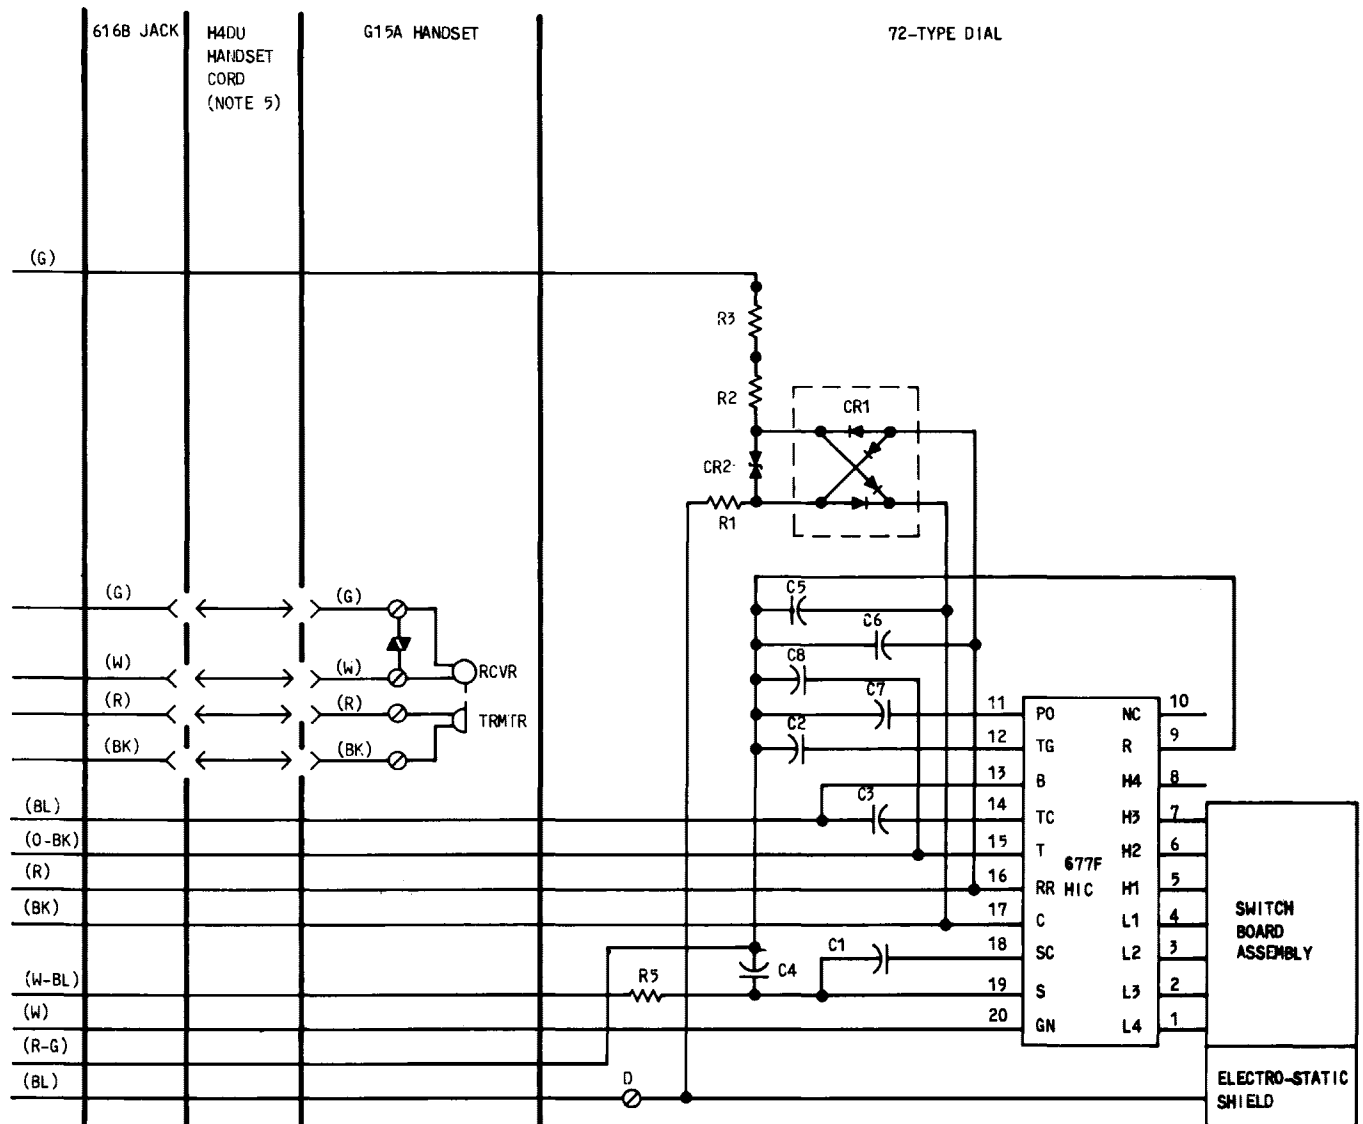 616B JACK
H4DU
HANDSET
CORD
(NOTE 5)
G15A HANDSET
72-TYPE DIAL
(G)
R3
R2
CR1
CR2
R1
(G)
(G)
C5
C6
(W)
(W)
RCVR
C8
(R)
(R)
TRMTR
C7
11
PO
NC
10
(BK)
(BK)
C2
12
TG
R
9
13
B
H4
8
(BL)
C3
14
TC
H3
7
(O-BK)
15
T
H2
6
677F
HIC
(R)
16
RR
H1
5
(BK)
17
C
L1
4
SWITCH
BOARD
ASSEMBLY
C1
18
SC
L2
3
(W-BL)
R5
C4
19
S
L3
2
(W)
20
GN
L4
1
(R-G)
(BL)
D
ELECTRO-STATIC
SHIELD